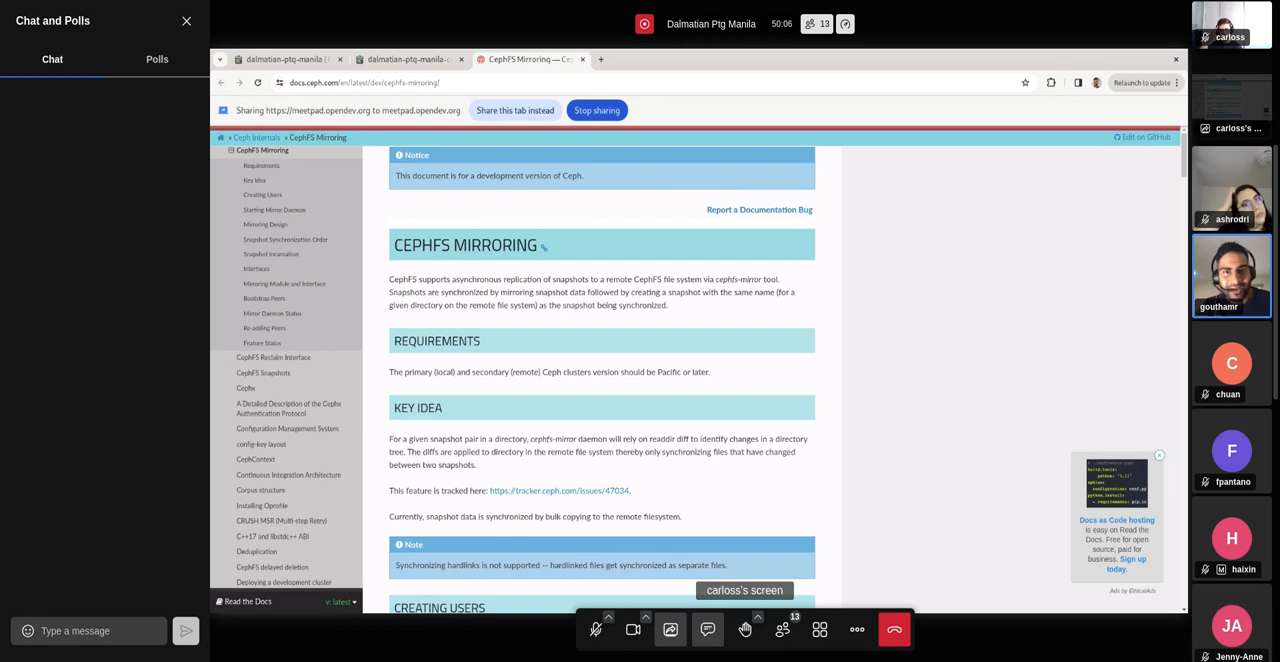 Chat and Polls
Chat
Polls
Type a message
Dalmatian Ptg Manila
50:06
13
dalmatian-ptg-manila |
dalmatian-ptg-manila-
CephFS Mirroring —
docs.ceph.com/en/latest/dev/cephfs-mirroring/
Relaunch to update
Sharing https://meetpad.opendev.org to meetpad.opendev.org
Share this tab instead
Stop sharing
Ceph Internals
CephFS Mirroring
Edit on GitHub
CephFS Mirroring
Requirements
Key Idea
Creating Users
Starting Mirror Daemon
Mirroring Design
Snapshot Synchronization Order
Snapshot Incarnation
Interfaces
Mirroring Module and Interface
Bootstrap Peers
Mirror Daemon Status
Re-adding Peers
Feature Status
CephFS Reclaim Interface
CephFS Snapshots
Cephx
A Detailed Description of the Cephx
Authentication Protocol
Configuration Management System
config-key layout
CephContext
Continuous Integration Architecture
Corpus structure
Installing Oprofile
CRUSH MSR (Multi-step Retry)
C++17 and libstdc++ ABI
Deduplication
CephFS delayed deletion
Deploying a development cluster
Read the Docs
v: latest
Notice
This document is for a development version of Ceph.
Report a Documentation Bug
CEPHFS MIRRORING
CephFS supports asynchronous replication of snapshots to a remote CephFS file system via cephfs-mirror tool.
Snapshots are synchronized by mirroring snapshot data followed by creating a snapshot with the same name (for a
given directory on the remote file system) as the snapshot being synchronized.
REQUIREMENTS
The primary (local) and secondary (remote) Ceph clusters version should be Pacific or later.
KEY IDEA
For a given snapshot pair in a directory, cephfs-mirror daemon will rely on readdir diff to identify changes in a directory
tree. The diffs are applied to directory in the remote file system thereby only synchronizing files that have changed
between two snapshots.
This feature is tracked here: https://tracker.ceph.com/issues/47034.
Currently, snapshot data is synchronized by bulk copying to the remote filesystem.
Note
Synchronizing hardlinks is not supported -- hardlinked files get synchronized as separate files.
CREATING USERS
carloss's screen
13
Docs as Code hosting
is easy on Read the
Docs. Free for open
source, paid for
business. Sign up
today.
Ads by EthicalAds
carloss
carloss's ...
ashrodri
gouthamr
C
chuan
F
fpantano
H
M haixin
JA
Jenny-Anne